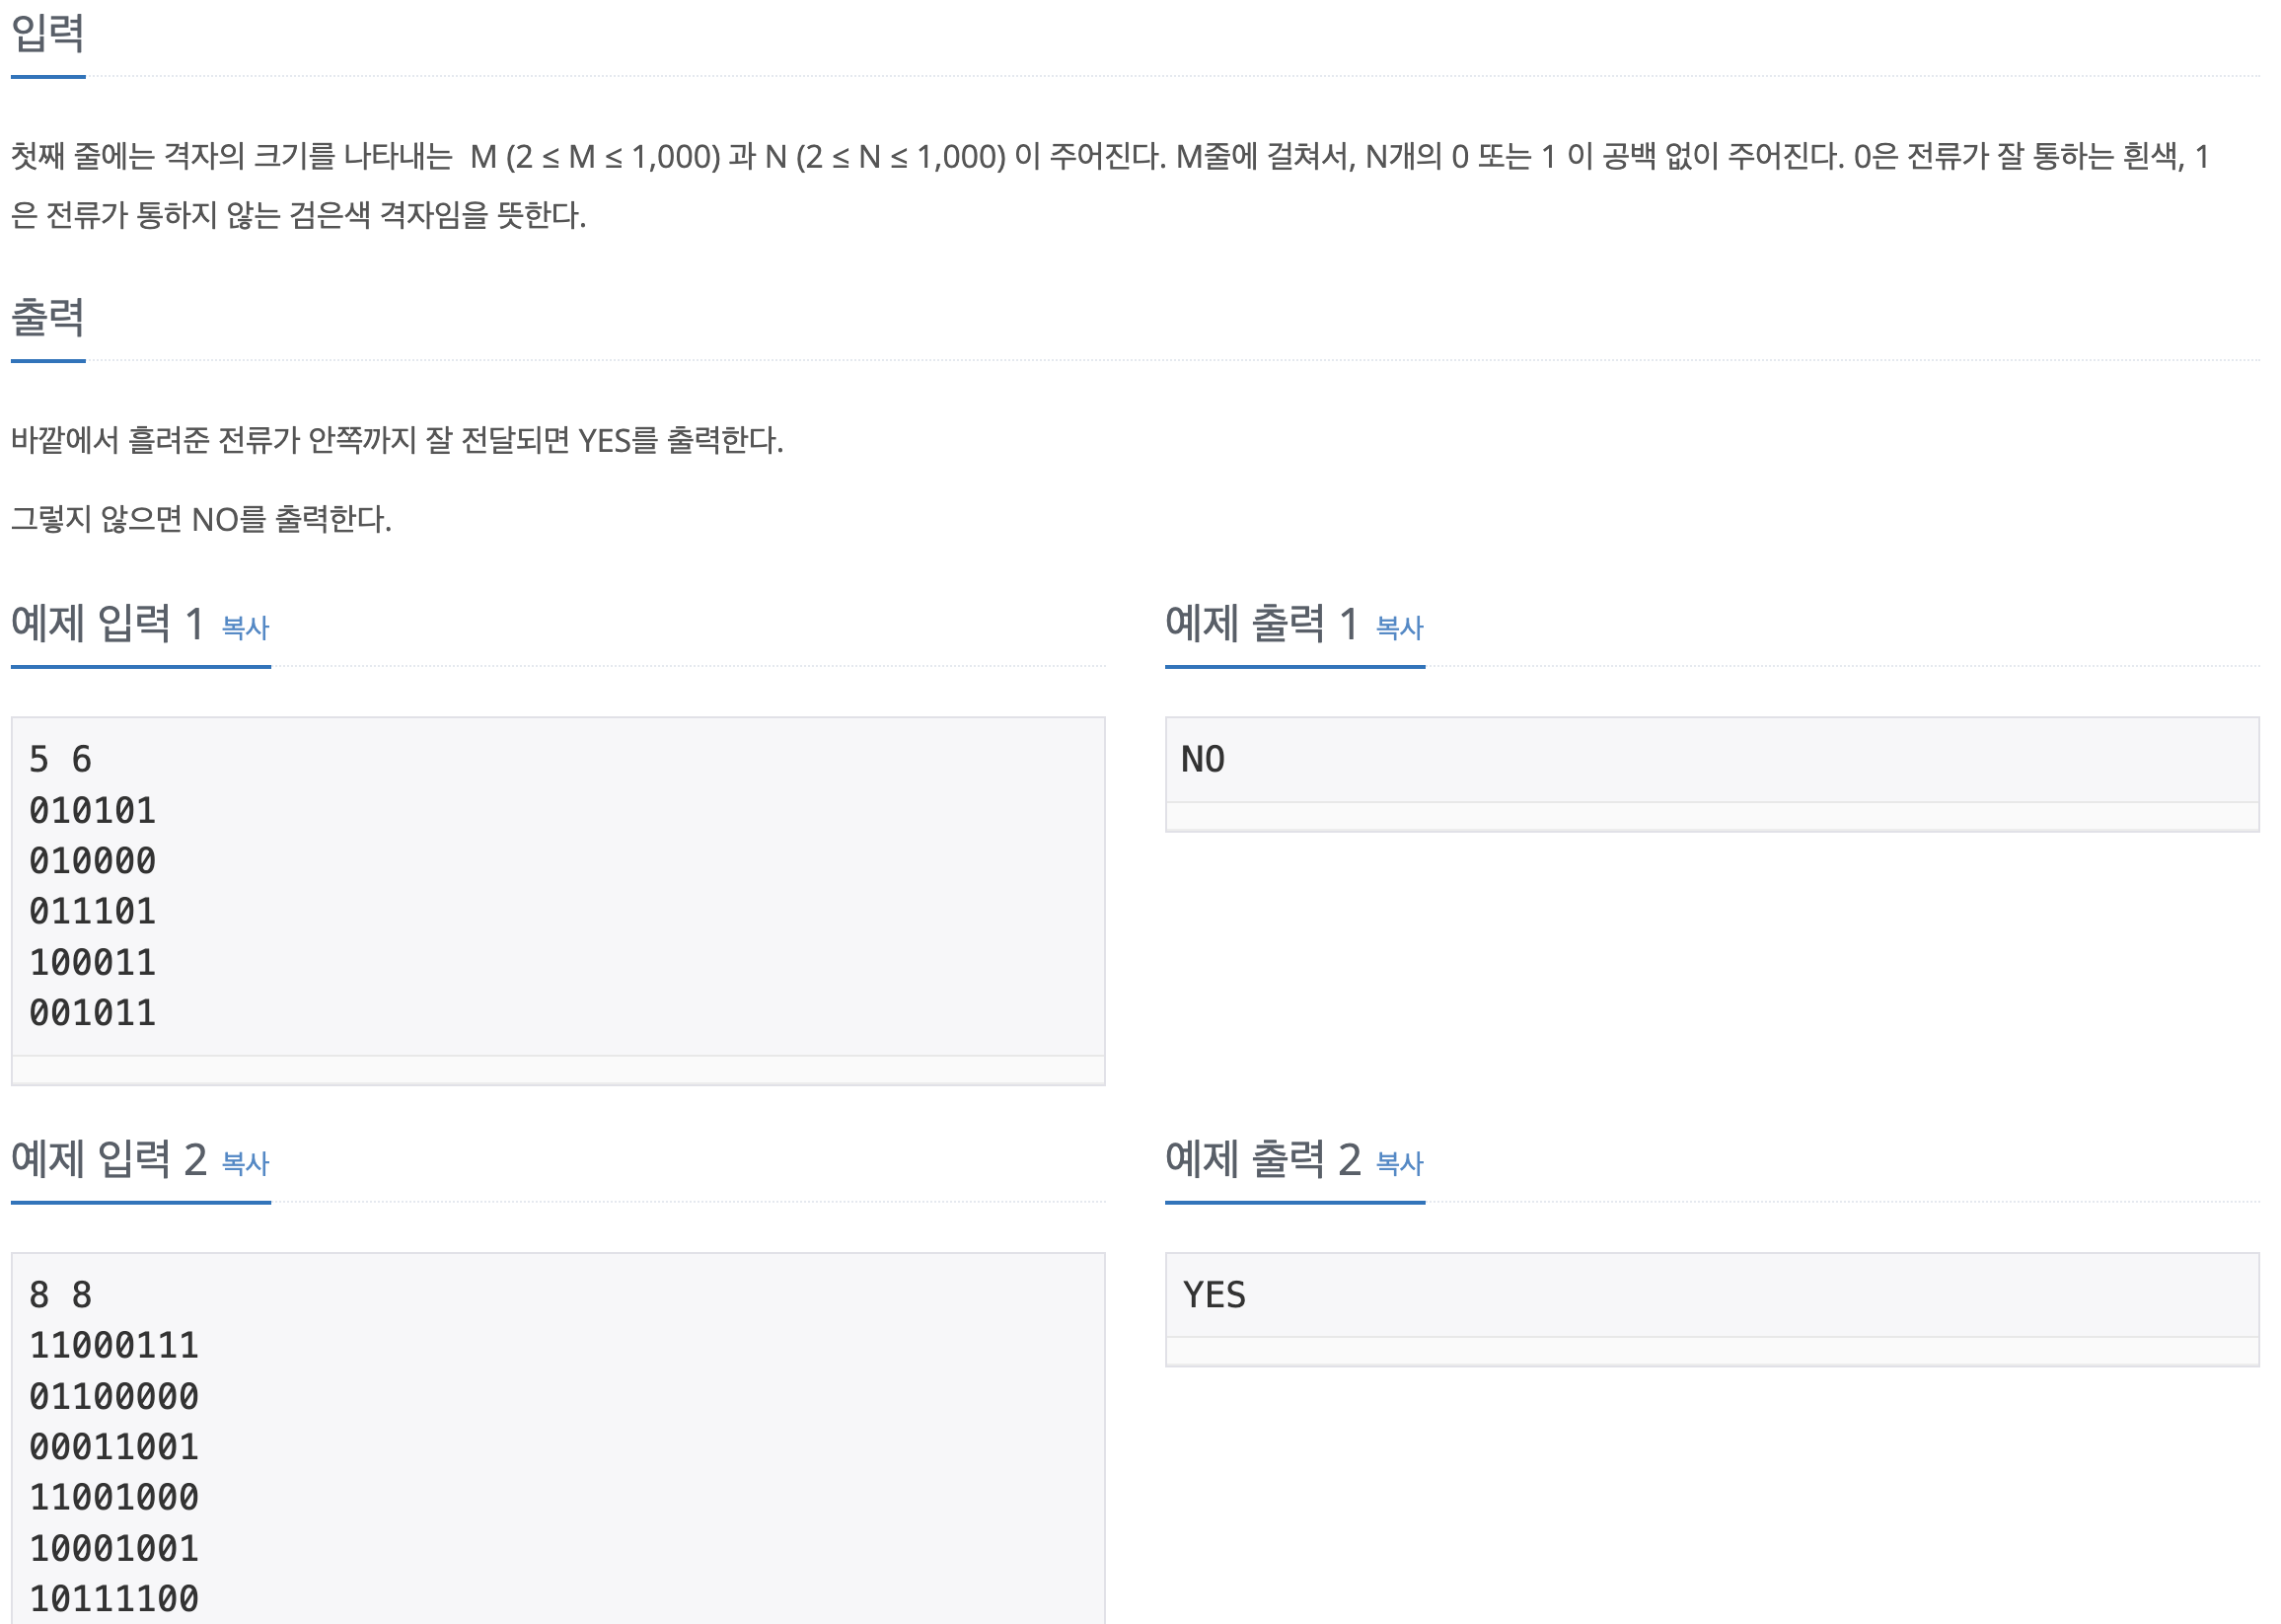 입력
첫째 줄에는 격자의 크기를 나타내는  M (2 ≤ M ≤ 1,000) 과 N (2 ≤ N ≤ 1,000) 이 주어진다. M줄에 걸쳐서, N개의 0 또는 1 이 공백 없이 주어진다. 0은 전류가 잘 통하는 흰색, 1
은 전류가 통하지 않는 검은색 격자임을 뜻한다.
출력
바깥에서 흘려준 전류가 안쪽까지 잘 전달되면 YES를 출력한다.
그렇지 않으면 NO를 출력한다.
예제 입력 1 복사
5 6
010101
010000
011101
100011
001011
예제 출력 1 복사
NO
예제 입력 2 복사
8 8
11000111
01100000
00011001
11001000
10001001
10111100
예제 출력 2 복사
YES